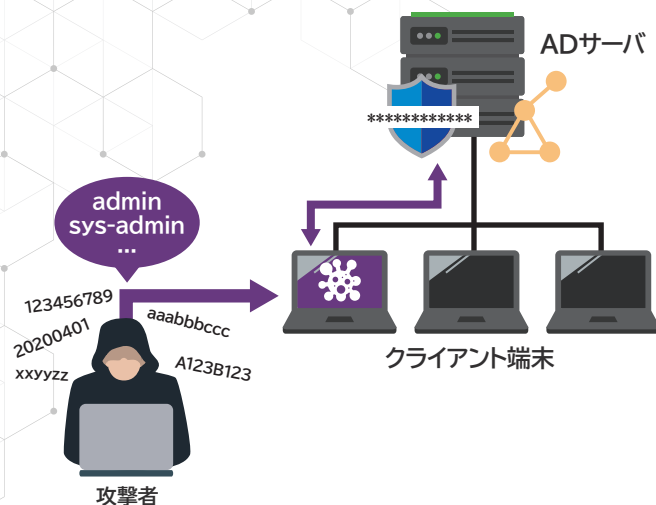 ADサーバ
************
admin
sys-admin
...
123456789
aaabbbccc
20200401
xxyyzz
A123B123
クライアント端末
攻撃者